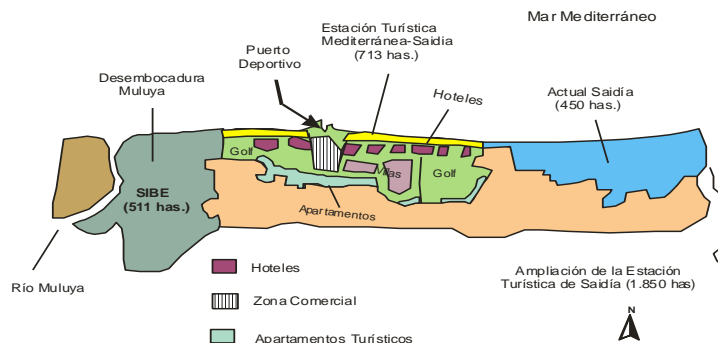 Mar Mediterráneo
Estación Turística
Mediterránea-Saidia
(713 has.)
Puerto
Deportivo
Desembocadura
Muluya
Hoteles
Actual Saidía
(450 has.)
Golf
Villas
Golf
SIBE
(511 has.)
Apartamentos
Río Muluya
Hoteles
Zona Comercial
Apartamentos Turísticos
Ampliación de la Estación
Turística de Saidía (1.850 has)
N